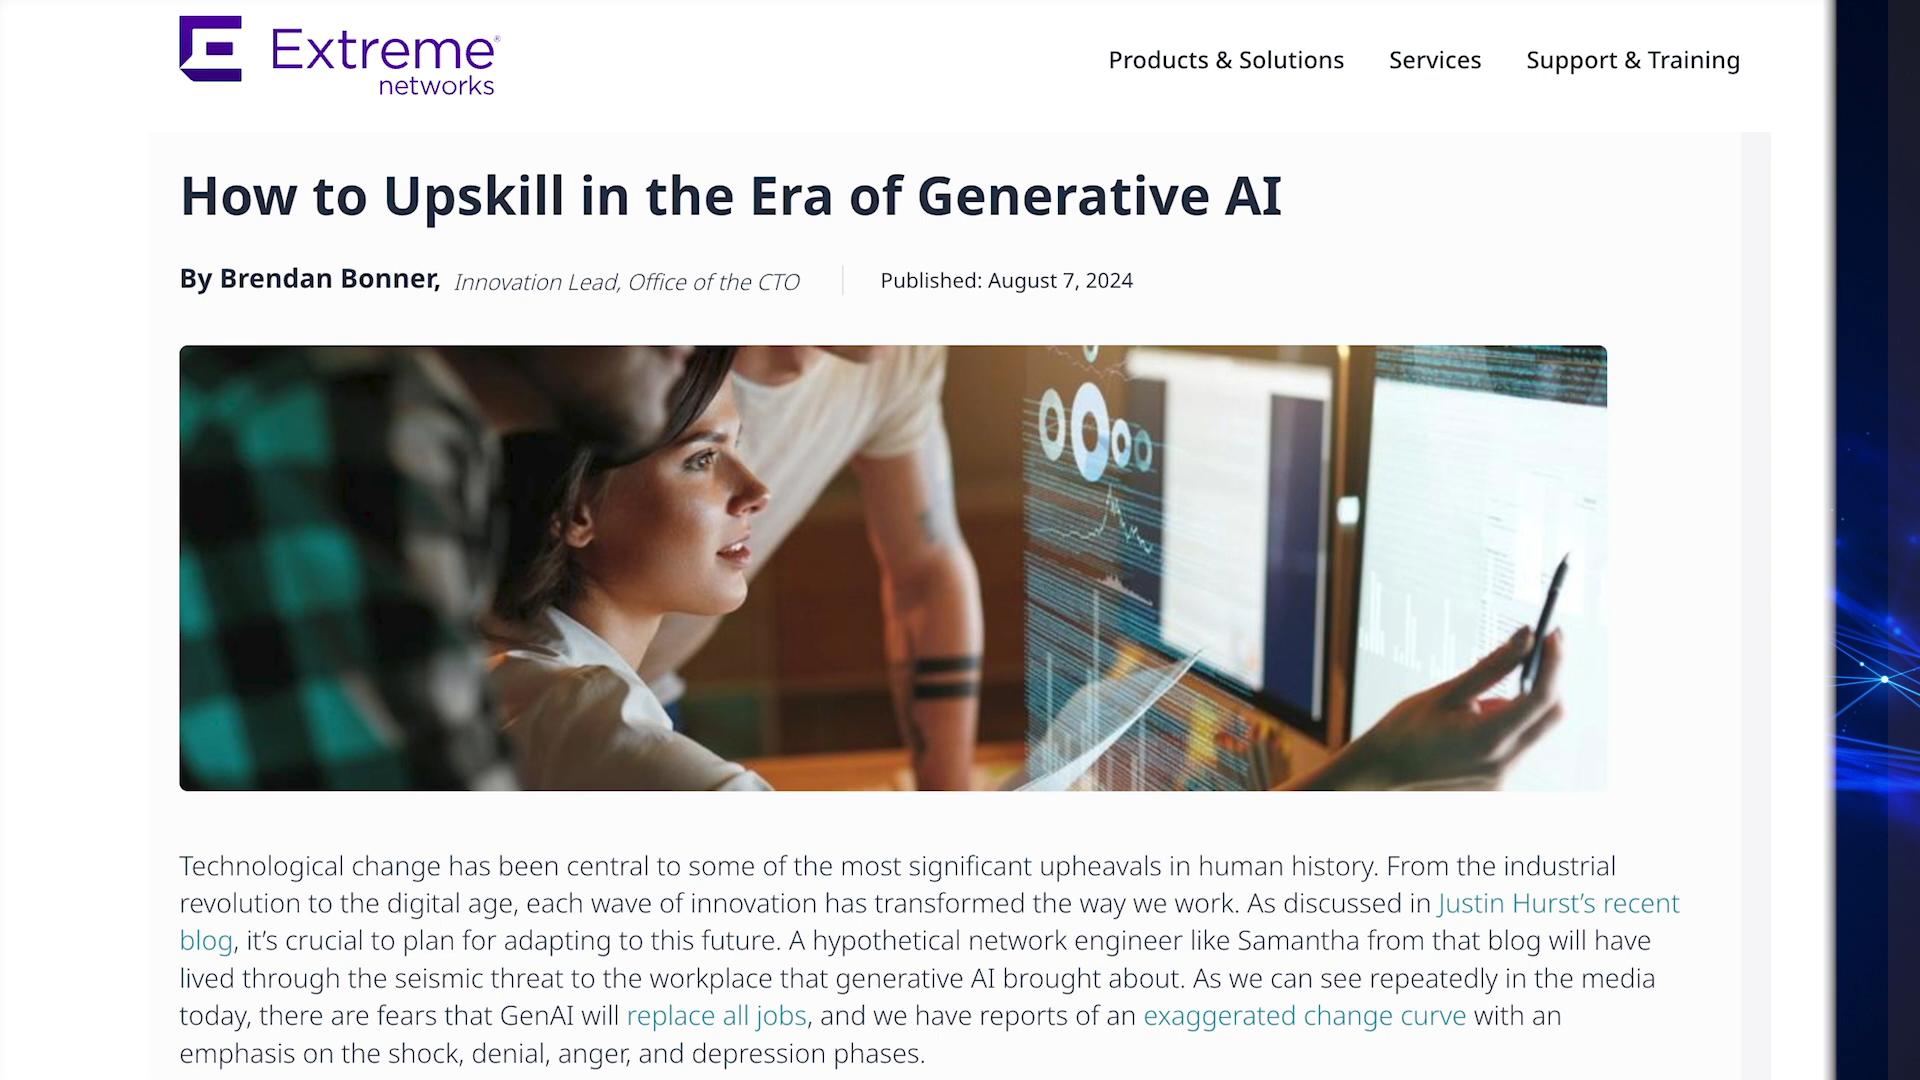 Extreme®
networks
Products & Solutions Services Support & Training
How to Upskill in the Era of Generative AI
By Brendan Bonner, Innovation Lead, Office of the CTO Published: August 7, 2024
Technological change has been central to some of the most significant upheavals in human history. From the industrial
revolution to the digital age, each wave of innovation has transformed the way we work. As discussed in Justin Hurst’s recent
blog, it’s crucial to plan for adapting to this future. A hypothetical network engineer like Samantha from that blog will have
lived through the seismic threat to the workplace that generative AI brought about. As we can see repeatedly in the media
today, there are fears that GenAI will replace all jobs, and we have reports of an exaggerated change curve with an
emphasis on the shock, denial, anger, and depression phases.